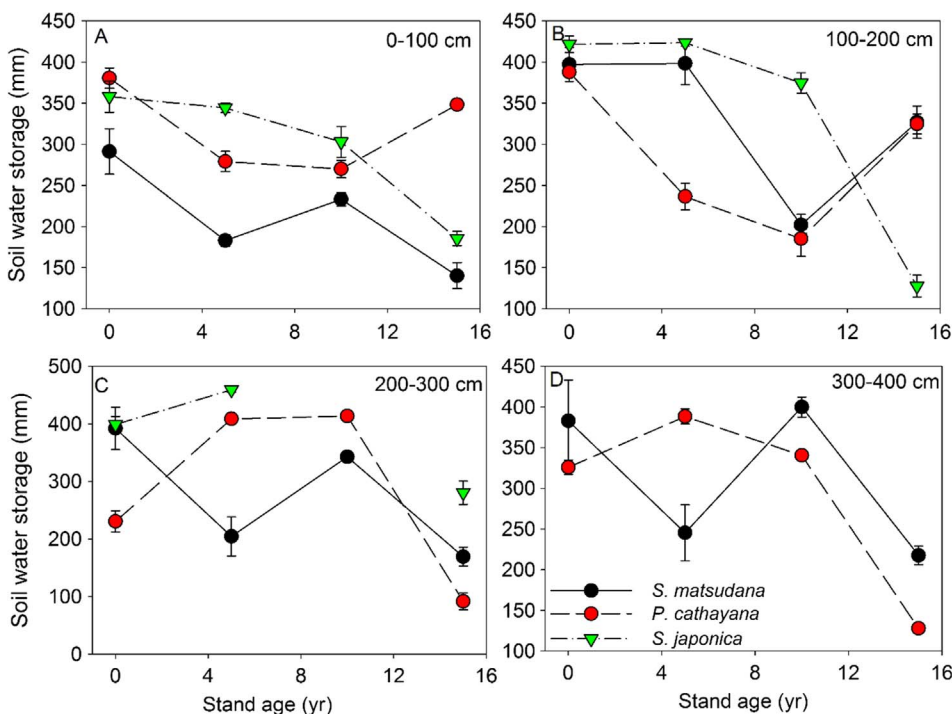 A
0-100 cm
Soil water storage (mm)
450
400
350
300
250
200
150
100
0 4 8 12 16
B
100-200 cm
450
400
350
300
250
200
150
100
0 4 8 12 16
C
200-300 cm
Soil water storage (mm)
500
400
300
200
100
0
0 4 8 12 16
Stand age (yr)
D
300-400 cm
450
400
350
300
250
200
150
100
S. matsudana
P. cathayana
S. japonica
0 4 8 12 16
Stand age (yr)